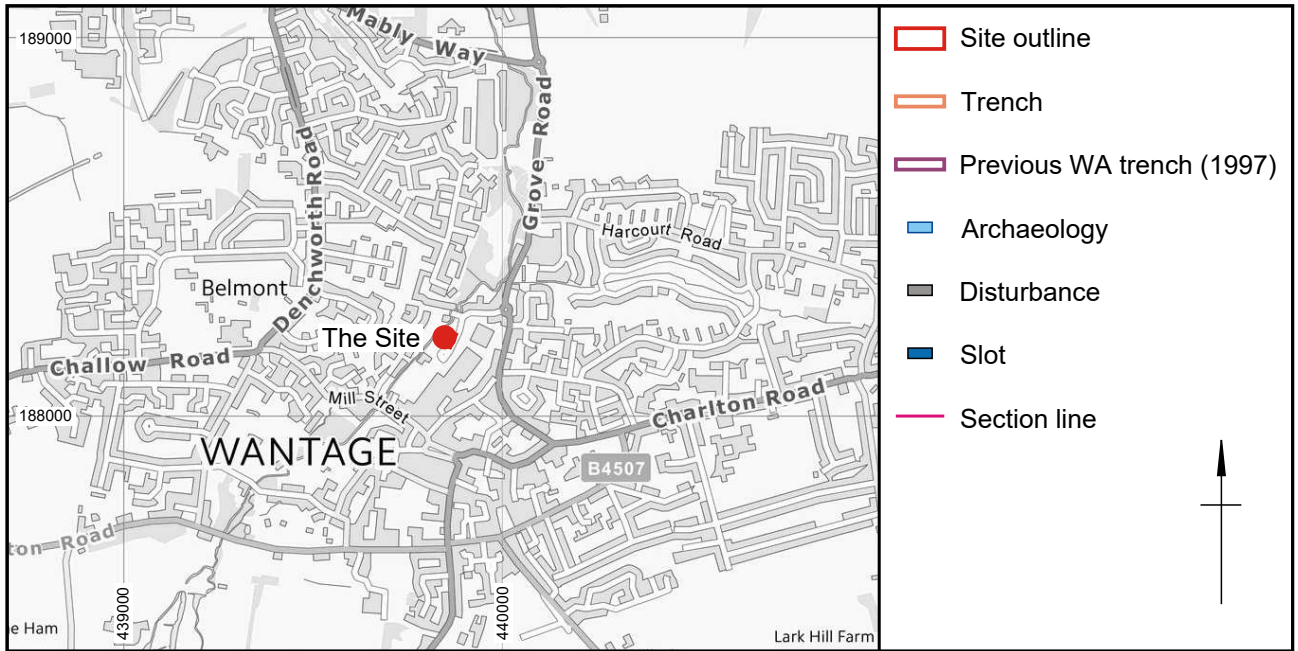 Mably Way
189000
Denchworth Road
Grove Road
Harcourt Road
Belmont
The Site
Challow Road
Mill Street
188000
Charlton Road
WANTAGE
B4507
ton Road
439000
440000
e Ham
Lark Hill Farm
Site outline
Trench
Previous WA trench (1997)
Archaeology
Disturbance
Slot
Section line